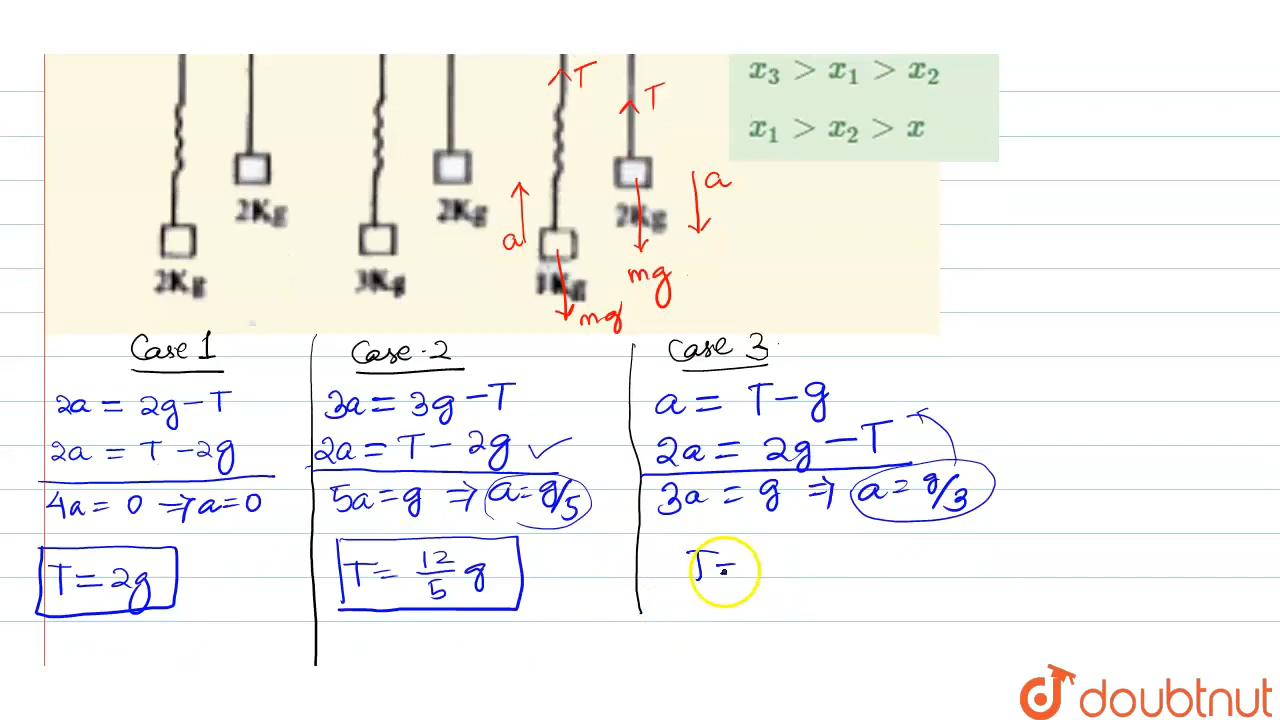 T
T
x₃ > x₁ > x₂
x₁ > x₂ > x
a
a
2Kg
2Kg
2Kg
2Kg
3Kg
1Kg
mg
mg
Case 1
2a = 2g - T
2a = T - 2g
4a = 0 ⇒ a = 0
T = 2g
Case - 2
3a = 3g - T
2a = T - 2g ✓
5a = g ⇒ a = g/5
T = 12/5 g
Case 3
a = T - g
2a = 2g - T
3a = g ⇒ a = g/3
T =
doubtnut